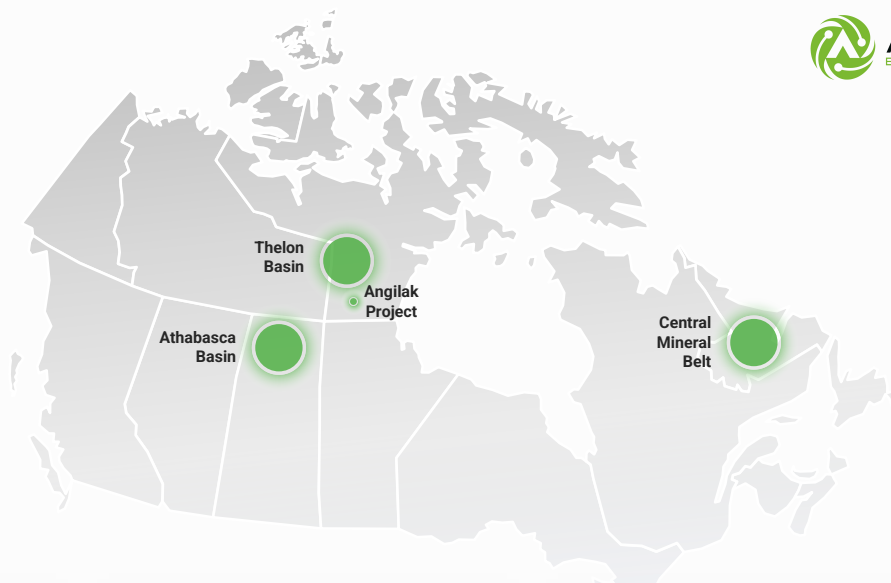 Thelon
Basin
Angilak
Project
Athabasca
Basin
Central
Mineral
Belt